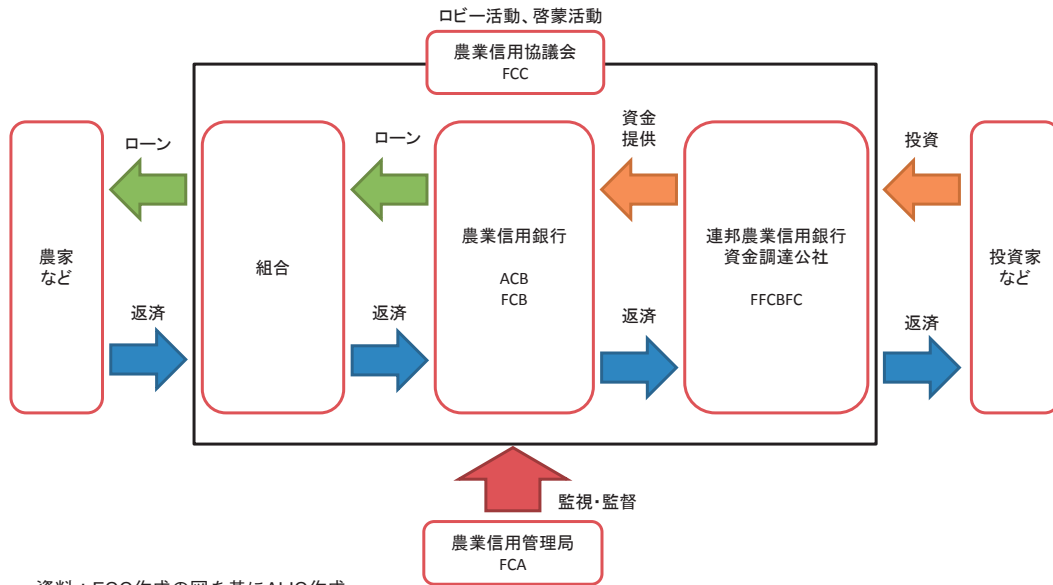 ロビー活動、啓蒙活動
農業信用協議会
FCC
ローン
ローン
資金
提供
投資
農家
など
組合
農業信用銀行
ACB
FCB
連邦農業信用銀行
資金調達公社
FFCBFC
投資家
など
返済
返済
返済
返済
監視・監督
農業信用管理局
FCA